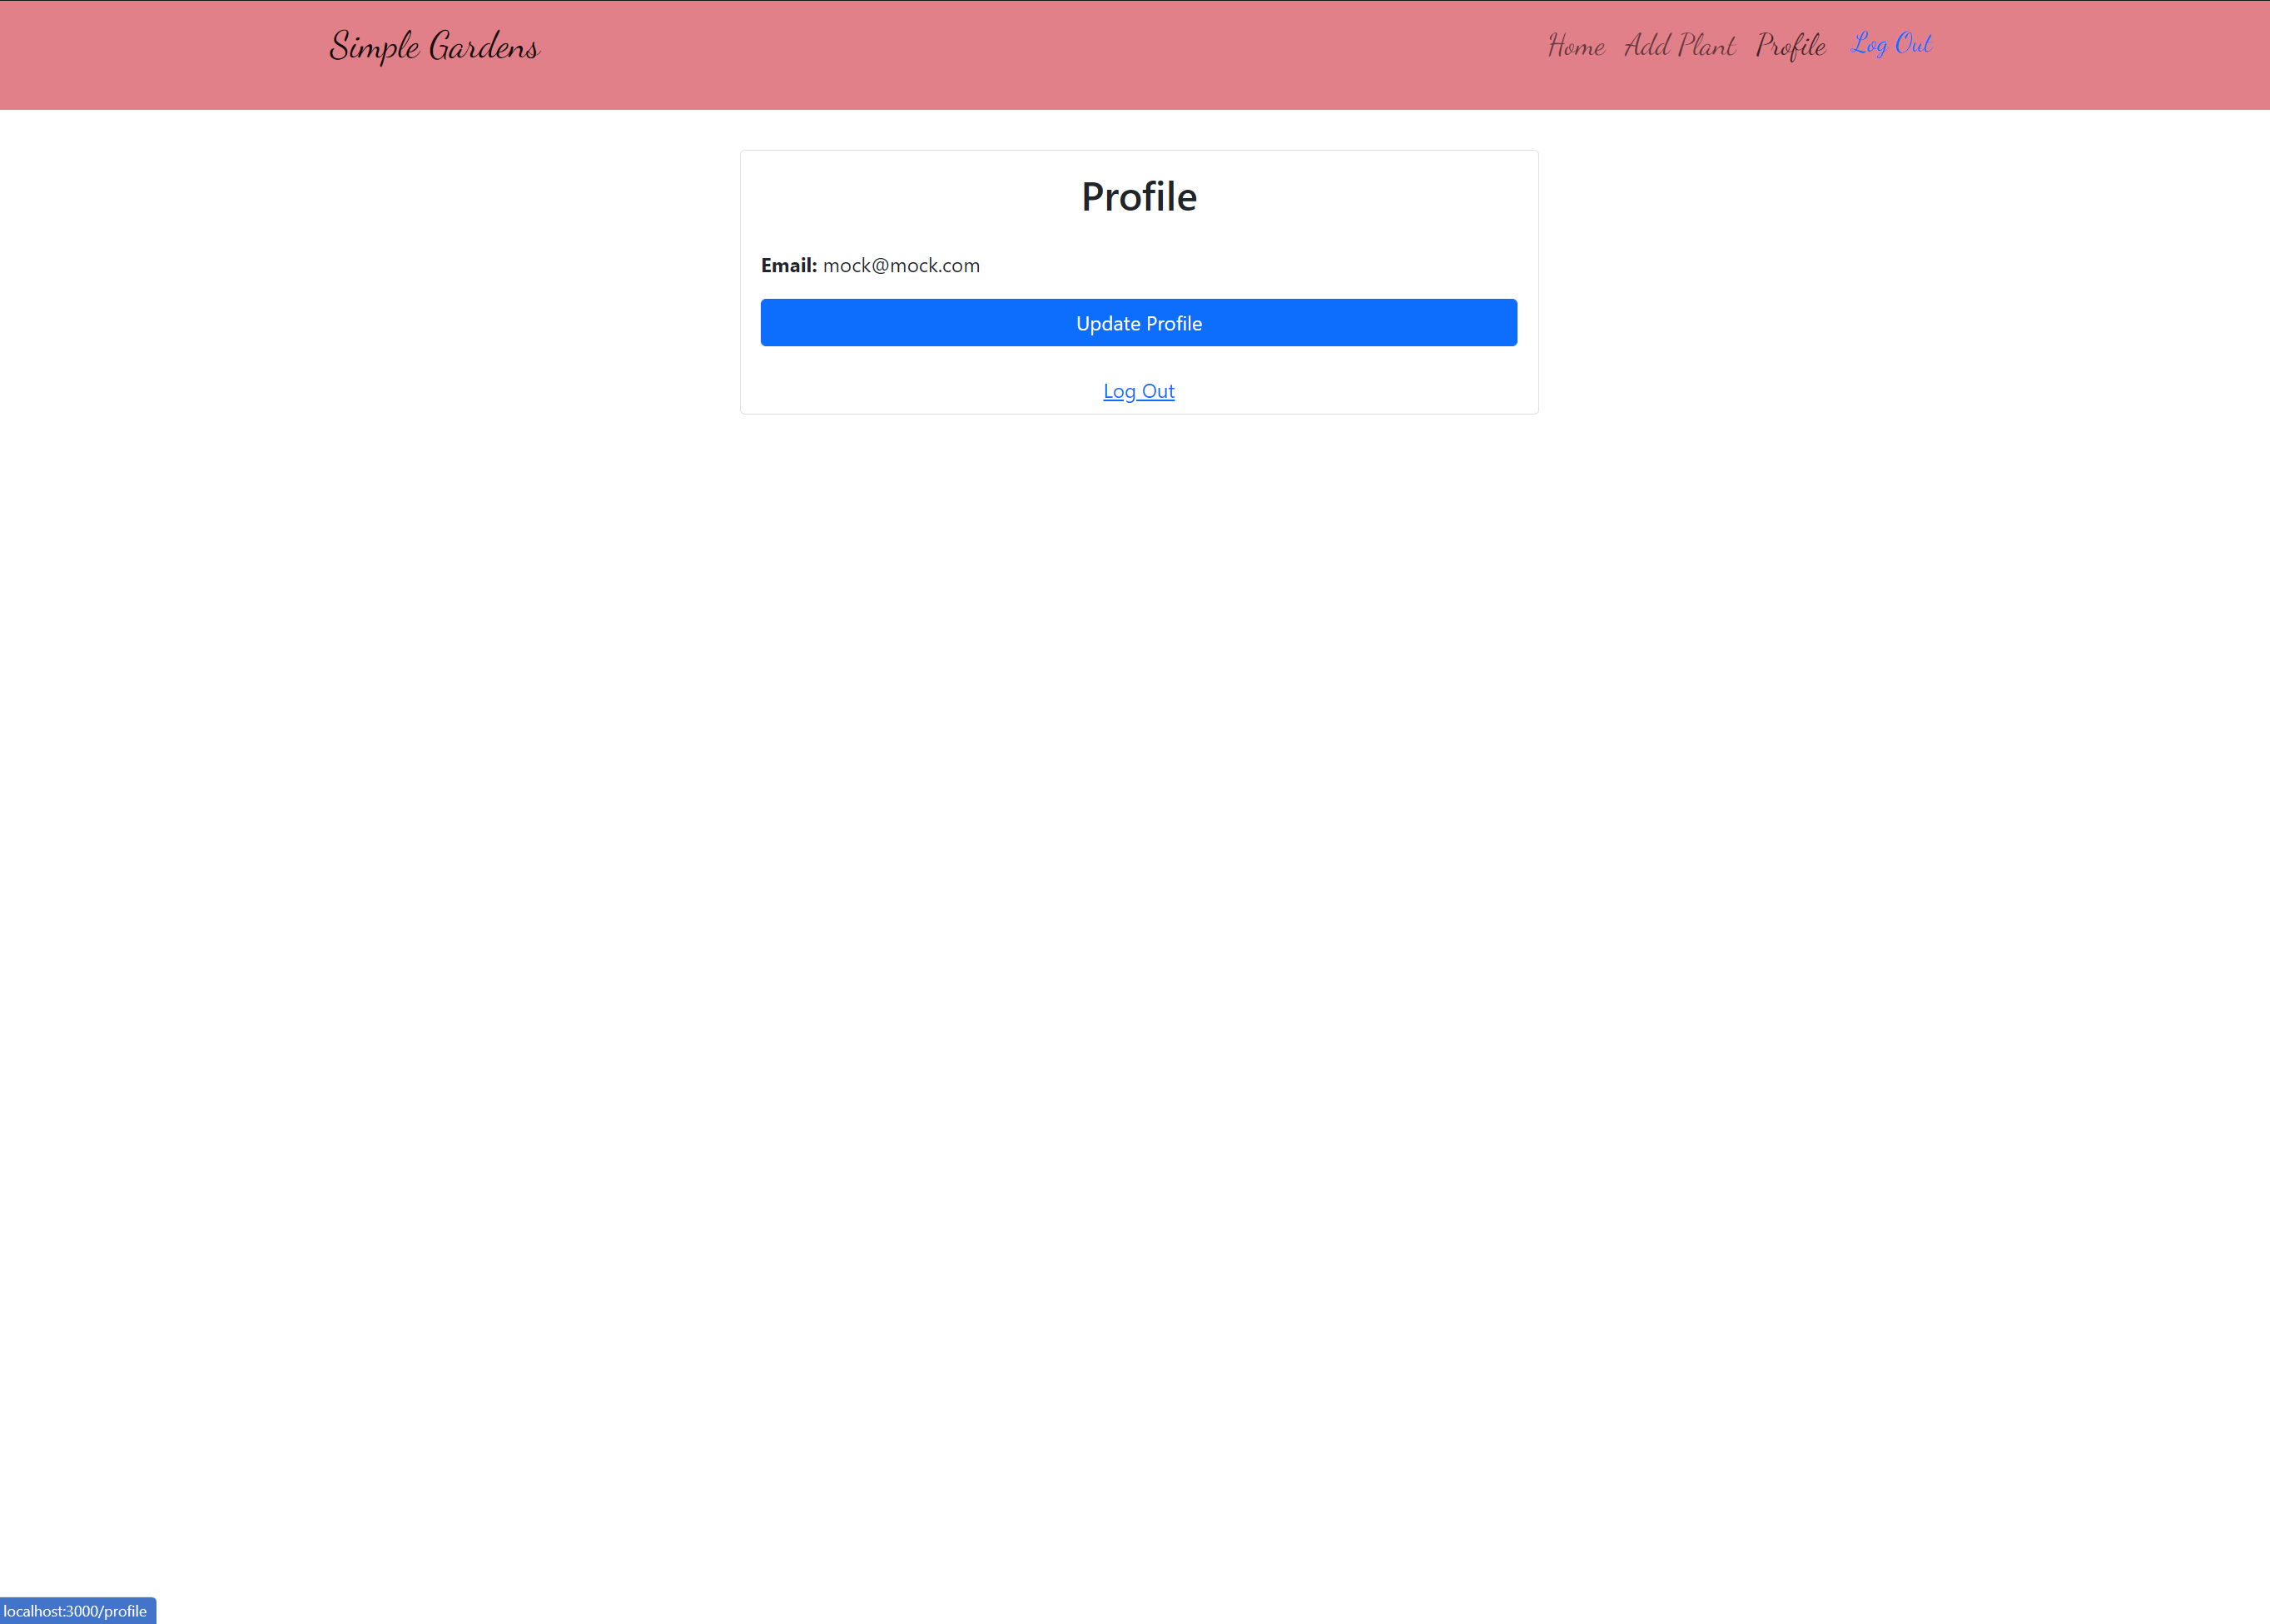 Simple Gardens
Home Add Plant Profile Log Out
Profile
Email: mock@mock.com
Update Profile
Log Out
localhost:3000/profile